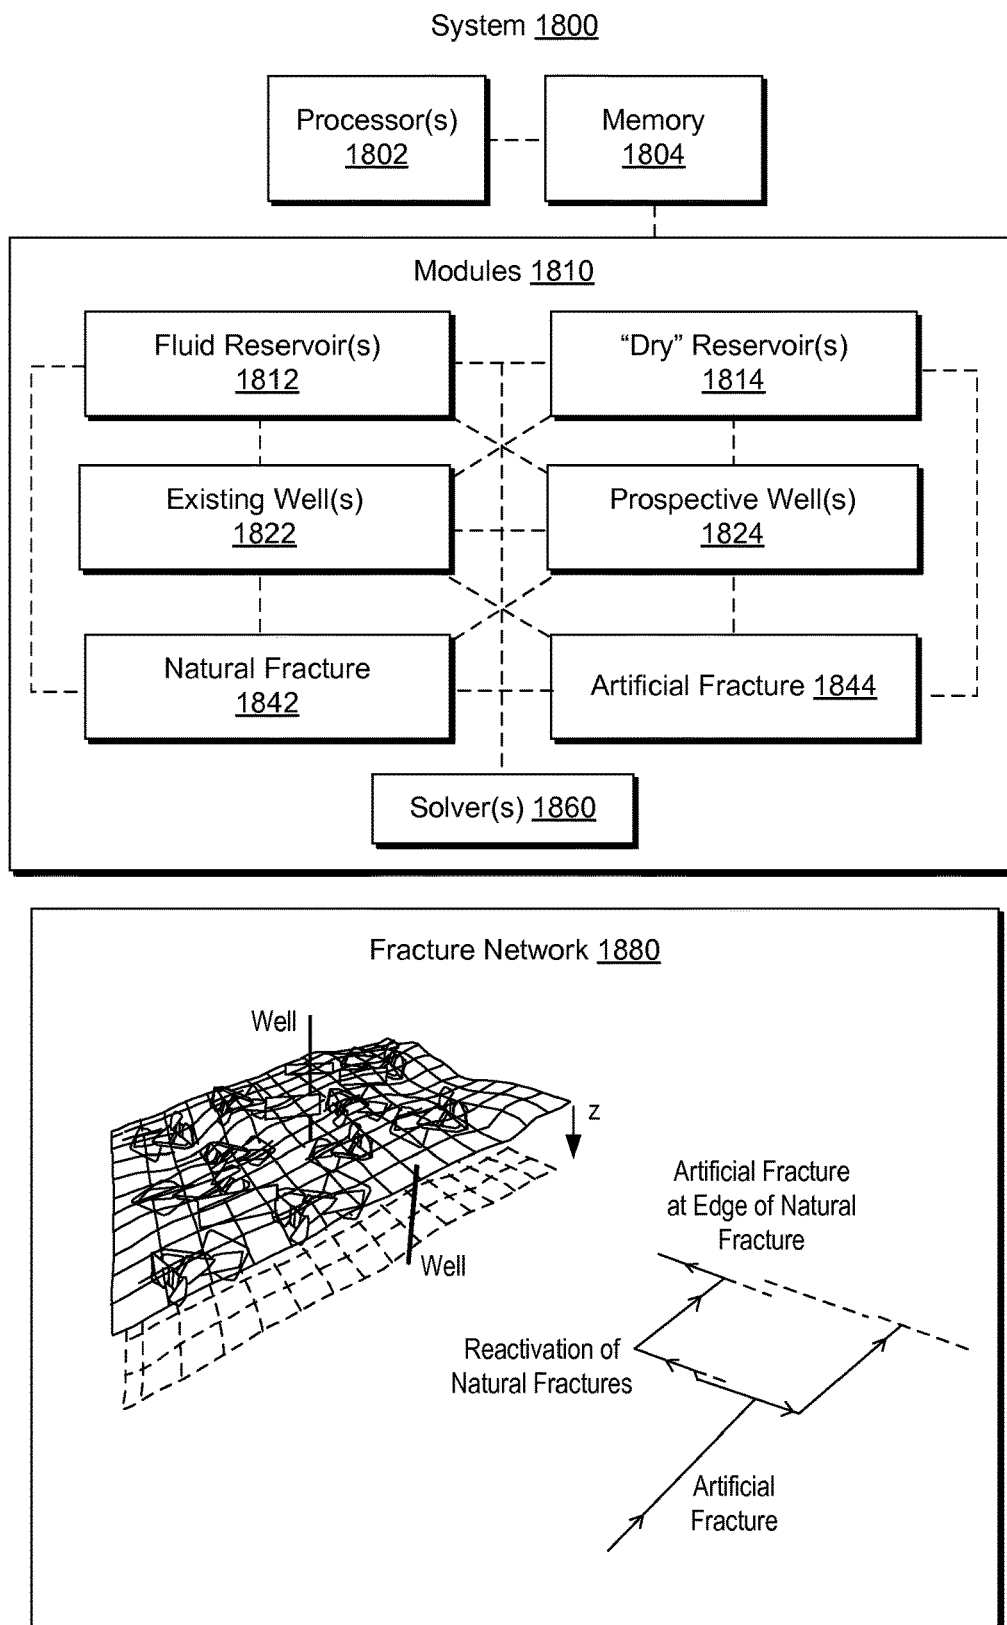 System 1800
Processor(s)
1802
Memory
1804
Modules 1810
Fluid Reservoir(s)
1812
“Dry” Reservoir(s)
1814
Existing Well(s)
1822
Prospective Well(s)
1824
Natural Fracture
1842
Artificial Fracture 1844
Solver(s) 1860
Fracture Network 1880
Well
z
Well
Artificial Fracture
at Edge of Natural
Fracture
Reactivation of
Natural Fractures
Artificial
Fracture